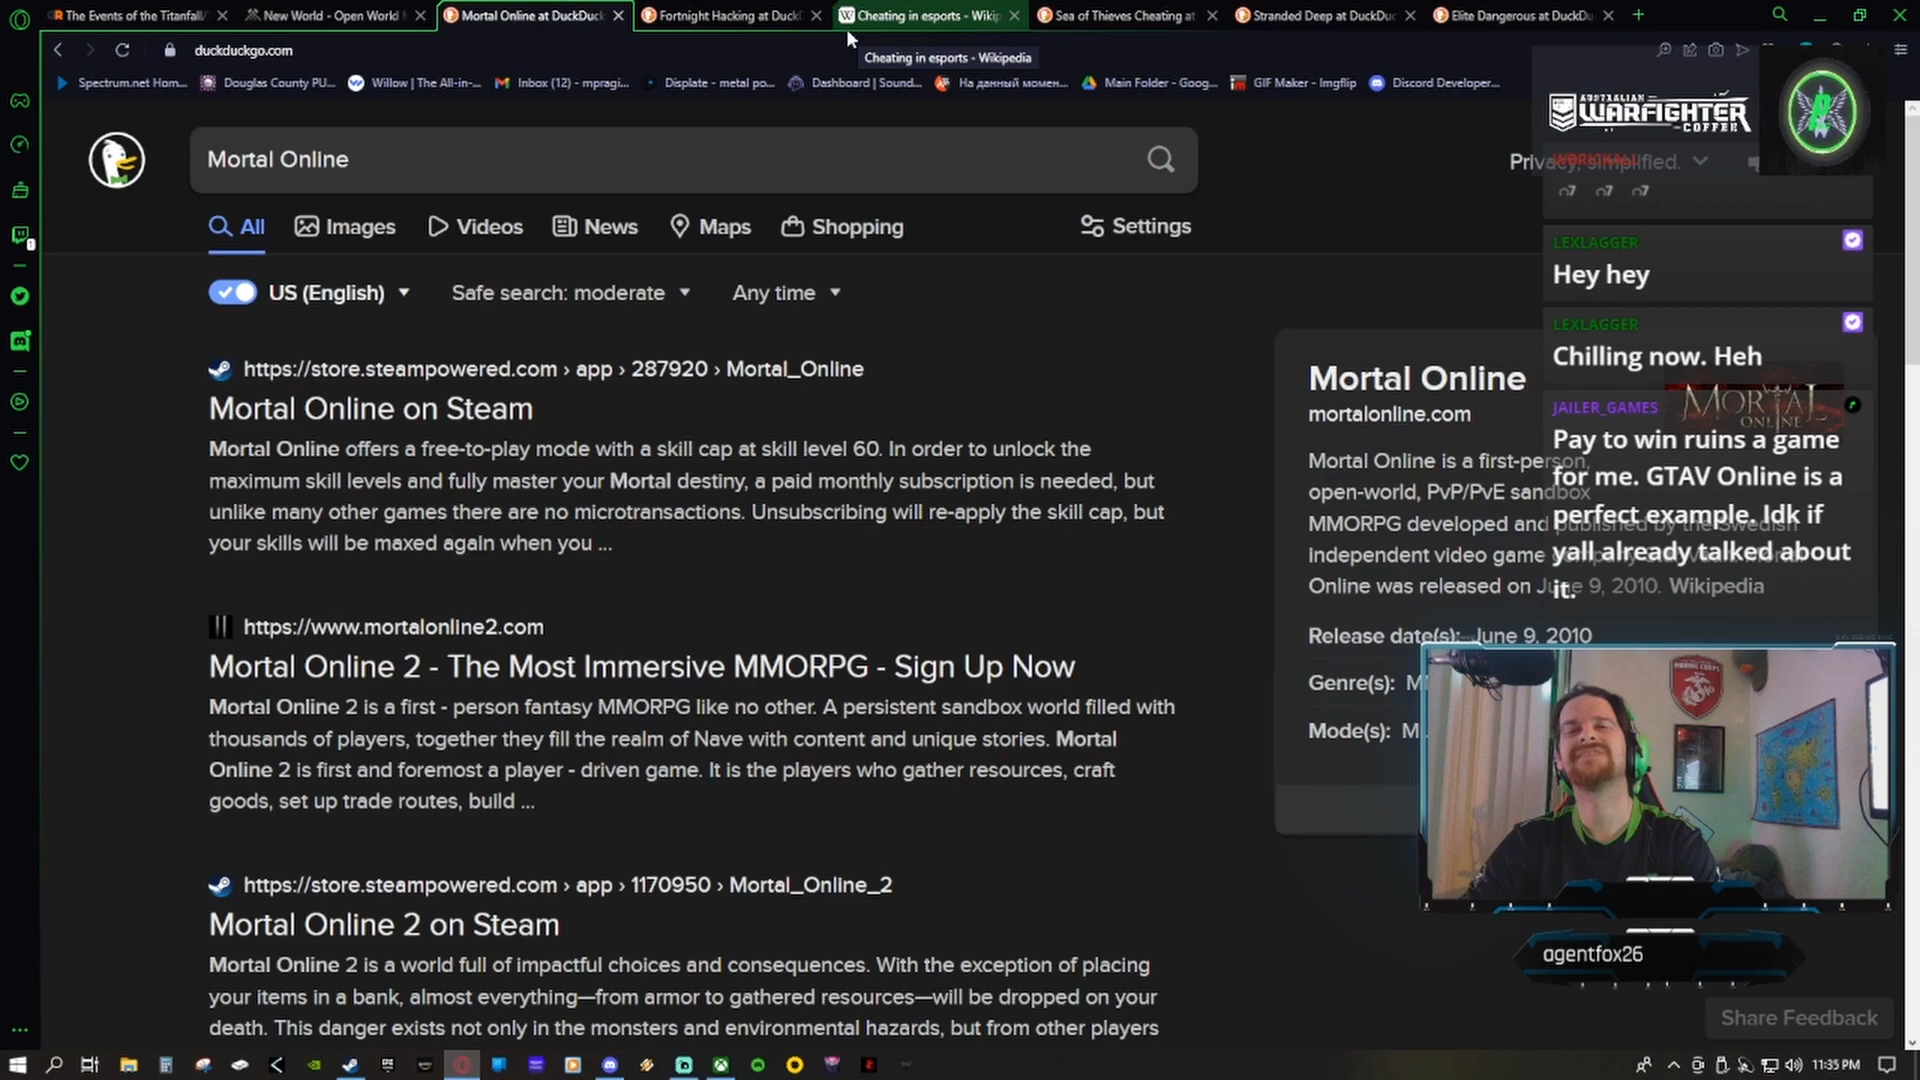 The Events of the Titanfall
New World - Open World
Mortal Online at DuckDuc
Fortnight Hacking at Duck
Cheating in esports - Wikip
Sea of Thieves Cheating at
Stranded Deep at DuckDuc
Elite Dangerous at DuckDu
duckduckgo.com
Cheating in esports - Wikipedia
Spectrum.net Hom...
Douglas County PU...
Willow | The All-in-...
Inbox (12) - mpragi...
Displate - metal po...
Dashboard | Sound...
На данный момен...
Main Folder - Goog...
GIF Maker - Imgflip
Discord Developer...
AUSTRALIAN
WARFIGHTER
COFFEE
Mortal Online
Privacy, simplified.
All
Images
Videos
News
Maps
Shopping
Settings
US (English)
Safe search: moderate
Any time
LEXLAGGER
Hey hey
LEXLAGGER
Chilling now. Heh
JAILER_GAMES
Pay to win ruins a game
for me. GTAV Online is a
perfect example. Idk if
yall already talked about
it.
https://store.steampowered.com › app › 287920 › Mortal_Online
Mortal Online on Steam
Mortal Online offers a free-to-play mode with a skill cap at skill level 60. In order to unlock the
maximum skill levels and fully master your Mortal destiny, a paid monthly subscription is needed, but
unlike many other games there are no microtransactions. Unsubscribing will re-apply the skill cap, but
your skills will be maxed again when you ...
https://www.mortalonline2.com
Mortal Online 2 - The Most Immersive MMORPG - Sign Up Now
Mortal Online 2 is a first - person fantasy MMORPG like no other. A persistent sandbox world filled with
thousands of players, together they fill the realm of Nave with content and unique stories. Mortal
Online 2 is first and foremost a player - driven game. It is the players who gather resources, craft
goods, set up trade routes, build ...
https://store.steampowered.com › app › 1170950 › Mortal_Online_2
Mortal Online 2 on Steam
Mortal Online 2 is a world full of impactful choices and consequences. With the exception of placing
your items in a bank, almost everything—from armor to gathered resources—will be dropped on your
death. This danger exists not only in the monsters and environmental hazards, but from other players
Mortal Online
mortalonline.com
MORTAL
ONLINE
Mortal Online is a first-person,
open-world, PvP/PvE sandbox
MMORPG developed and published by the Swedish
independent video game
Online was released on June 9, 2010. Wikipedia
Release date(s): June 9, 2010
Genre(s): M
Mode(s): M
MARINE CORPS
agentfox26
Share Feedback
11:35 PM